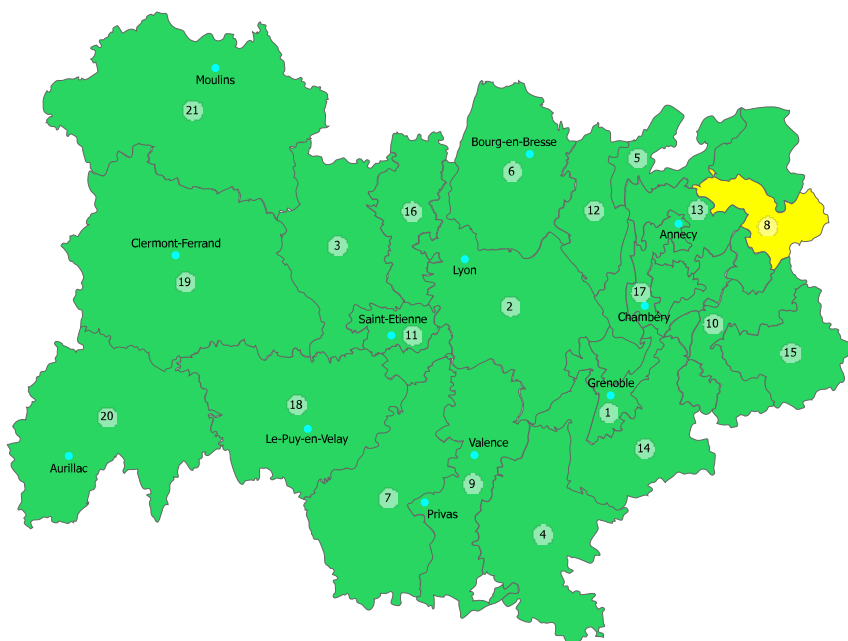 Moulins
21
Bourg-en-Bresse
5
6
3
16
12
13
Annecy
8
Clermont-Ferrand
19
Lyon
17
Chambéry
2
10
Saint-Etienne
11
15
Grenoble
1
18
20
Le-Puy-en-Velay
Valence
14
Aurillac
9
7
Privas
4